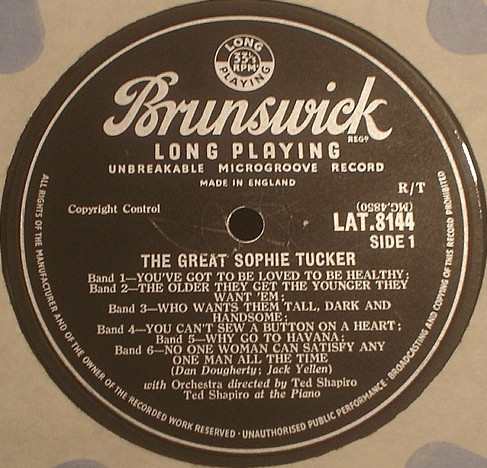 LONG
33⅓
RPM
PLAYING
Brunswick
REGD
LONG PLAYING
UNBREAKABLE MICROGROOVE RECORD
MADE IN ENGLAND
R/T
Copyright Control
(MC.4850)
LAT.8144
SIDE 1
THE GREAT SOPHIE TUCKER
Band 1—YOU'VE GOT TO BE LOVED TO BE HEALTHY;
Band 2—THE OLDER THEY GET THE YOUNGER THEY
WANT 'EM;
Band 3—WHO WANTS THEM TALL, DARK AND
HANDSOME;
Band 4—YOU CAN'T SEW A BUTTON ON A HEART;
Band 5—WHY GO TO HAVANA;
Band 6—NO ONE WOMAN CAN SATISFY ANY
ONE MAN ALL THE TIME
(Dan Dougherty; Jack Yellen)
with Orchestra directed by Ted Shapiro
Ted Shapiro at the Piano
ALL RIGHTS OF THE MANUFACTURER AND OF THE OWNER OF THE RECORDED WORK RESERVED · UNAUTHORISED PUBLIC PERFORMANCE · BROADCASTING AND COPYING OF THIS RECORD PROHIBITED